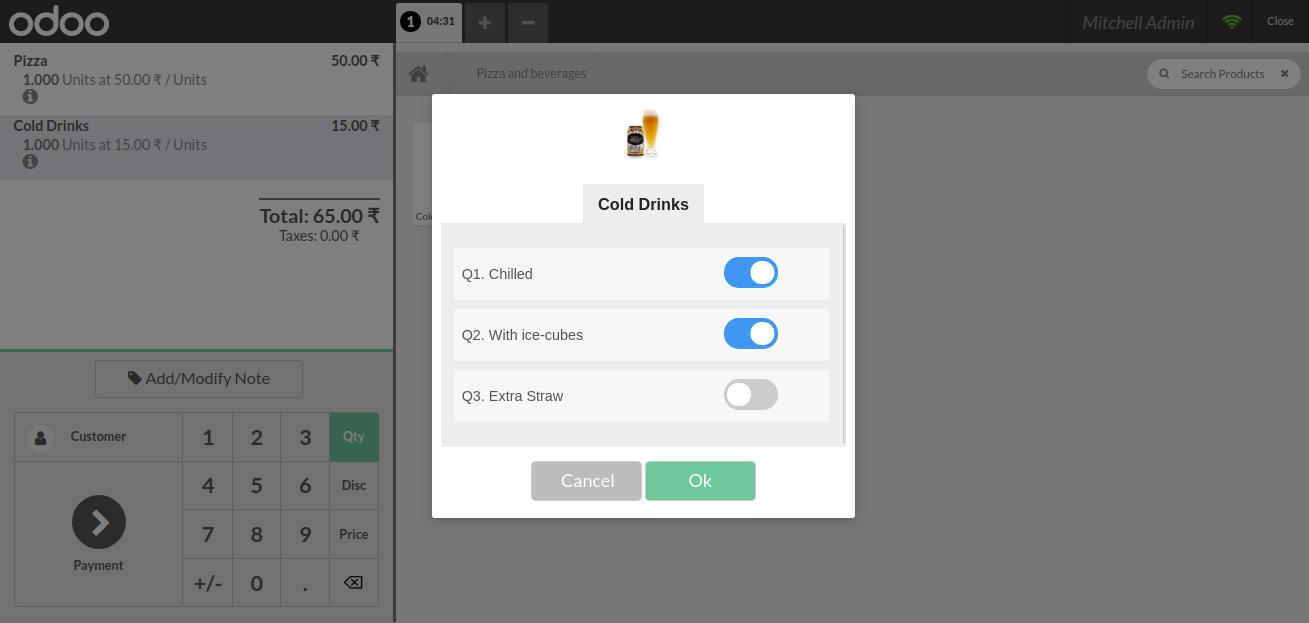 odoo
1 04:31
Mitchell Admin
Close
Pizza 50.00 ₹
1.000 Units at 50.00 ₹ / Units
Cold Drinks 15.00 ₹
1.000 Units at 15.00 ₹ / Units
Total: 65.00 ₹
Taxes: 0.00 ₹
Add/Modify Note
Customer
1 2 3 Qty
4 5 6 Disc
7 8 9 Price
+/- 0 .
Payment
Pizza and beverages
Search Products
Cold Drinks
Q1. Chilled
Q2. With ice-cubes
Q3. Extra Straw
Cancel Ok